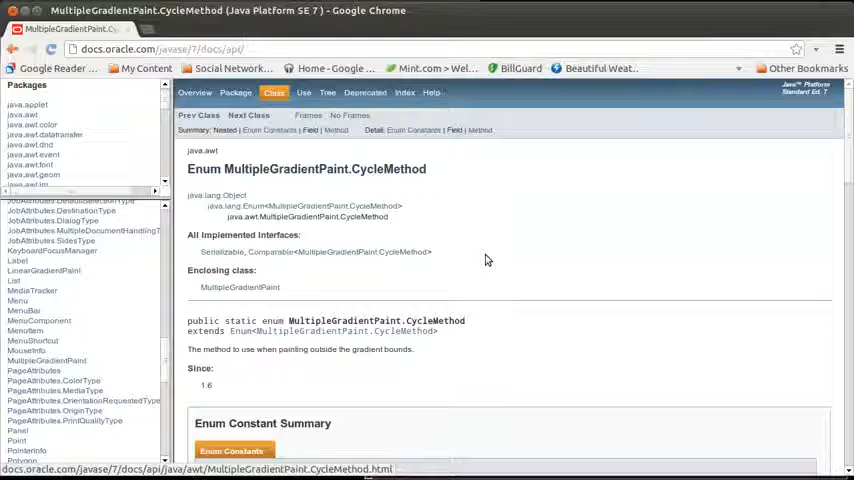 MultipleGradientPaint.CycleMethod (Java Platform SE 7 ) - Google Chrome
MultipleGradientPaint.Cy
docs.oracle.com/javase/7/docs/api/
Google Reader ...
My Content
Social Network...
Home - Google ...
Mint.com > Wel...
BillGuard
Beautiful Weat...
Other Bookmarks
Packages
java.applet
java.awt
java.awt.color
java.awt.datatransfer
java.awt.dnd
java.awt.event
java.awt.font
java.awt.geom
java.awt.im
JobAttributes.DefaultSelectionType
JobAttributes.DestinationType
JobAttributes.DialogType
JobAttributes.MultipleDocumentHandlingT
JobAttributes.SidesType
KeyboardFocusManager
Label
LinearGradientPaint
List
MediaTracker
Menu
MenuBar
MenuComponent
MenuItem
MenuShortcut
MouseInfo
MultipleGradientPaint
PageAttributes
PageAttributes.ColorType
PageAttributes.MediaType
PageAttributes.OrientationRequestedType
PageAttributes.OriginType
PageAttributes.PrintQualityType
Panel
Point
PointerInfo
Polygon
Overview Package Class Use Tree Deprecated Index Help
Java™ Platform
Standard Ed. 7
Prev Class Next Class Frames No Frames
Summary: Nested | Enum Constants | Field | Method Detail: Enum Constants | Field | Method
java.awt
Enum MultipleGradientPaint.CycleMethod
java.lang.Object
java.lang.Enum<MultipleGradientPaint.CycleMethod>
java.awt.MultipleGradientPaint.CycleMethod
All Implemented Interfaces:
Serializable, Comparable<MultipleGradientPaint.CycleMethod>
Enclosing class:
MultipleGradientPaint
public static enum MultipleGradientPaint.CycleMethod
extends Enum<MultipleGradientPaint.CycleMethod>
The method to use when painting outside the gradient bounds.
Since:
1.6
Enum Constant Summary
Enum Constants
docs.oracle.com/javase/7/docs/api/java/awt/MultipleGradientPaint.CycleMethod.html